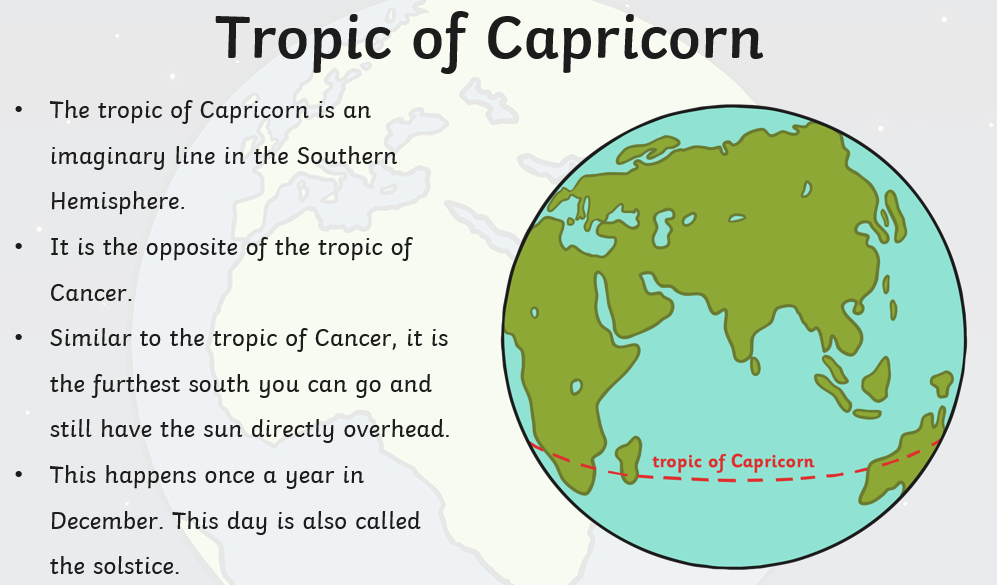 Tropic of Capricorn
• The tropic of Capricorn is an
imaginary line in the Southern
Hemisphere.
• It is the opposite of the tropic of
Cancer.
• Similar to the tropic of Cancer, it is
the furthest south you can go and
still have the sun directly overhead.
• This happens once a year in
December. This day is also called
the solstice.
tropic of Capricorn